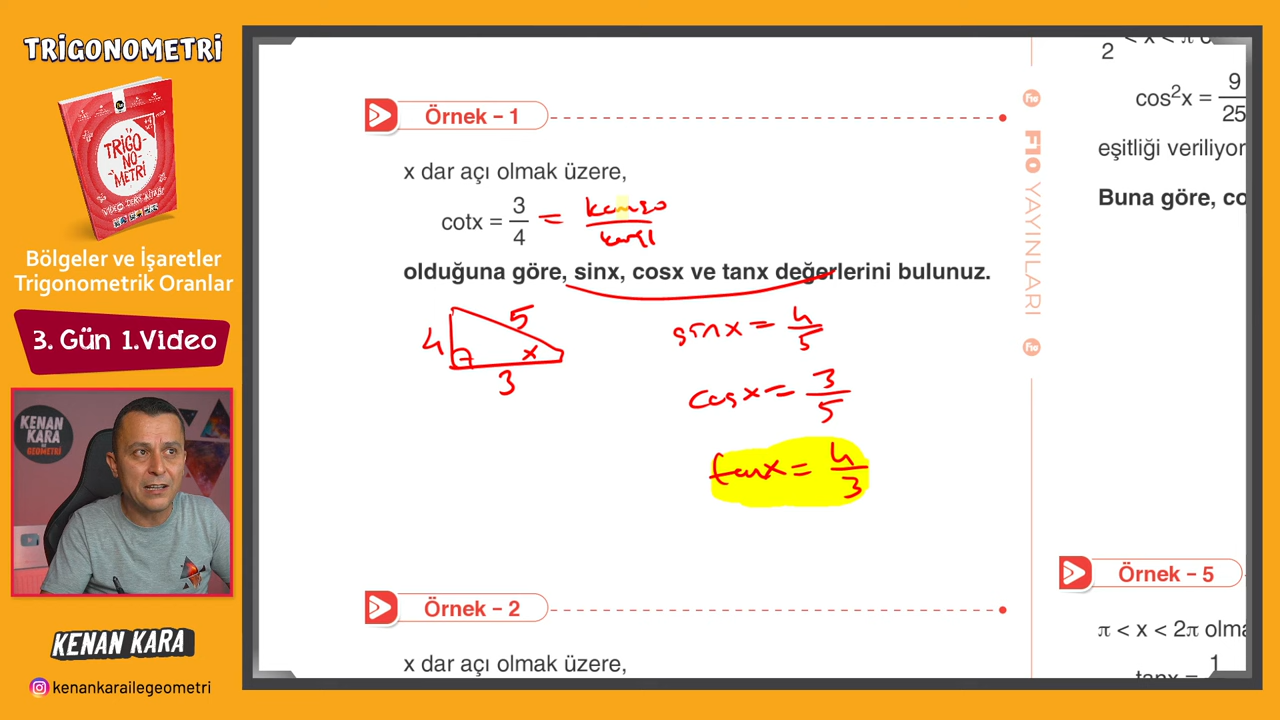 TRİGONOMETRİ
TRİGO-
NO-
METRİ
Bölgeler ve İşaretler
Trigonometrik Oranlar
3. Gün 1.Video
KENAN
KARA
GEOMETRİ
KENAN KARA
kenankarailegeometri
Örnek - 1
x dar açı olmak üzere,
cotx = 3/4 = komşu/karşı
olduğuna göre, sinx, cosx ve tanx değerlerini bulunuz.
4 5 x 3
sinx = 4/5
cosx = 3/5
tanx = 4/3
Örnek - 2
x dar açı olmak üzere,
F10 YAYINLARI
cos²x = 9/25
eşitliği veriliyor
Buna göre, co
Örnek - 5
π < x < 2π olma
tanx = 1